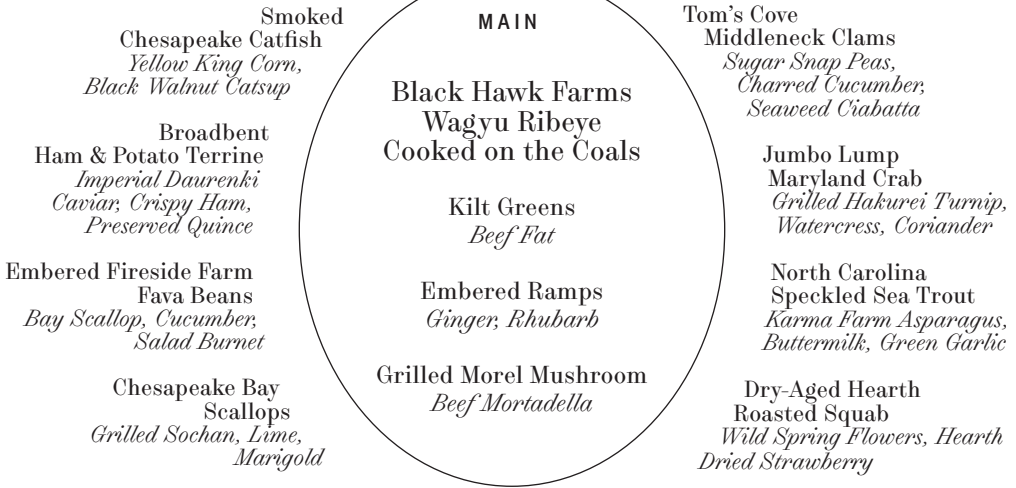 Smoked
Chesapeake Catfish
Yellow King Corn,
Black Walnut Catsup
Broadbent
Ham & Potato Terrine
Imperial Daurenki
Caviar, Crispy Ham,
Preserved Quince
Embered Fireside Farm
Fava Beans
Bay Scallop, Cucumber,
Salad Burnet
Chesapeake Bay
Scallops
Grilled Sochan, Lime,
Marigold
MAIN
Black Hawk Farms
Wagyu Ribeye
Cooked on the Coals
Kilt Greens
Beef Fat
Embered Ramps
Ginger, Rhubarb
Grilled Morel Mushroom
Beef Mortadella
Tom's Cove
Middleneck Clams
Sugar Snap Peas,
Charred Cucumber,
Seaweed Ciabatta
Jumbo Lump
Maryland Crab
Grilled Hakurei Turnip,
Watercress, Coriander
North Carolina
Speckled Sea Trout
Karma Farm Asparagus,
Buttermilk, Green Garlic
Dry-Aged Hearth
Roasted Squab
Wild Spring Flowers, Hearth
Dried Strawberry